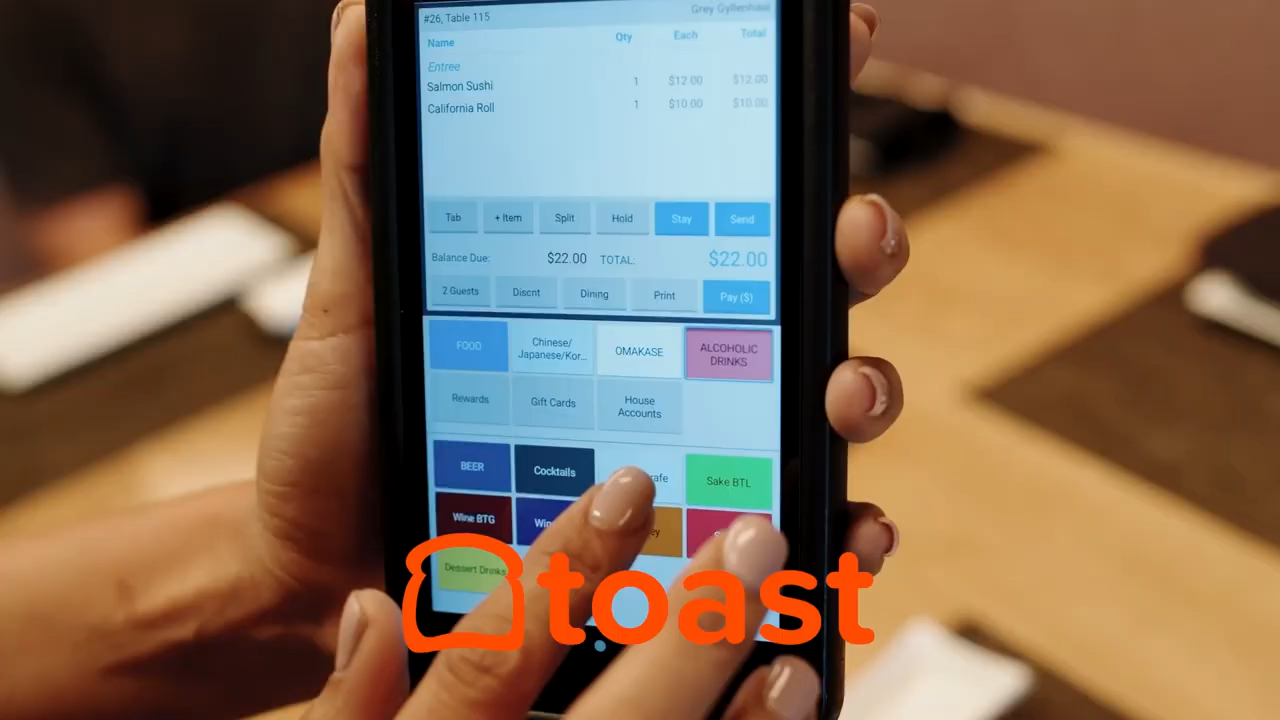 #26, Table 115 Grey Gyllenhaal
Name Qty Each Total
Entree
Salmon Sushi 1 $12.00 $12.00
California Roll 1 $10.00 $10.00
Tab + Item Split Hold Stay Send
Balance Due: $22.00 TOTAL: $22.00
2 Guests Discnt Dining Print Pay ($)
FOOD Chinese/ Japanese/Kor... OMAKASE ALCOHOLIC DRINKS
Rewards Gift Cards House Accounts
BEER Cocktails Sake BTL
Wine BTG
Dessert Drinks
toast